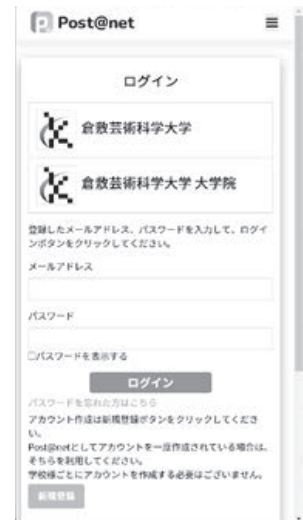 Post@net
ログイン
倉敷芸術科学大学
倉敷芸術科学大学 大学院
登録したメールアドレス、パスワードを入力して、ログイ
ンボタンをクリックしてください。
メールアドレス
パスワード
パスワードを表示する
ログイン
パスワードを忘れた方はこちら
アカウント作成は新規登録ボタンをクリックしてくださ
い。
Post@netとしてアカウントを一度作成されている場合は、
そちらを利用してください。
学校様ごとにアカウントを作成する必要はございません。
新規登録